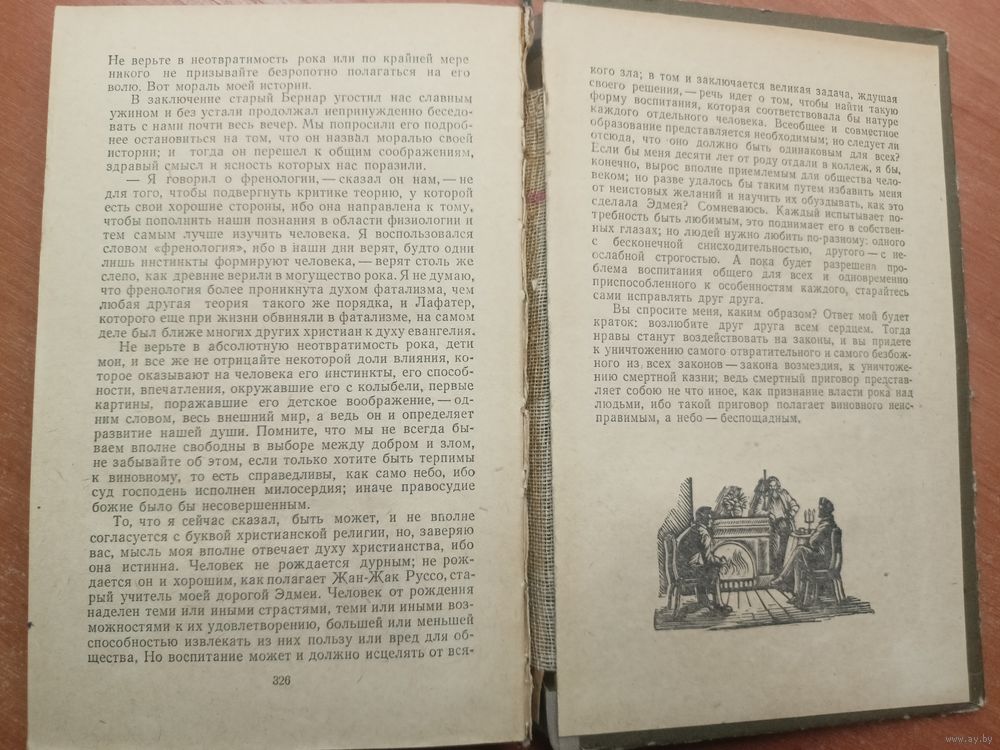 Не верьте в неотвратимость рока или по крайней мере
никого не призывайте безропотно полагаться на его
волю. Вот мораль моей истории.
В заключение старый Бернар угостил нас славным
ужином и без устали продолжал непринужденно беседо-
вать с нами почти весь вечер. Мы попросили его подроб-
нее остановиться на том, что он назвал моралью своей
истории; и тогда он перешел к общим соображениям,
здравый смысл и ясность которых нас поразили.
— Я говорил о френологии, — сказал он нам, — не
для того, чтобы подвергнуть критике теорию, у которой
есть свои хорошие стороны, ибо она направлена к тому,
чтобы пополнить наши познания в области физиологии и
тем самым лучше изучить человека. Я воспользовался
словом «френология», ибо в наши дни верят, будто одни
лишь инстинкты формируют человека, — верят столь же
слепо, как древние верили в могущество рока. Я не думаю,
что френология более проникнута духом фатализма, чем
любая другая теория такого же порядка, и Лафатер,
которого еще при жизни обвиняли в фатализме, на самом
деле был ближе многих других христиан к духу евангелия.
Не верьте в абсолютную неотвратимость рока, дети
мои, и все же не отрицайте некоторой доли влияния, ко-
торое оказывают на человека его инстинкты, его способ-
ности, впечатления, окружавшие его с колыбели, первые
картины, поражавшие его детское воображение, — од-
ним словом, весь внешний мир, а ведь он и определяет
развитие нашей души. Помните, что мы не всегда бы-
ваем вполне свободны в выборе между добром и злом,
не забывайте об этом, если только хотите быть терпимы
к виновному, то есть справедливы, как само небо, ибо
суд господень исполнен милосердия; иначе правосудие
божие было бы несовершенным.
То, что я сейчас сказал, быть может, и не вполне
согласуется с буквой христианской религии, но, заверяю
вас, мысль моя вполне отвечает духу христианства, ибо
она истинна. Человек не рождается дурным; не рож-
дается он и хорошим, как полагает Жан-Жак Руссо, ста-
рый учитель моей дорогой Эдмеи. Человек от рождения
наделен теми или иными страстями, теми или иными воз-
можностями к их удовлетворению, большей или меньшей
способностью извлекать из них пользу или вред для об-
щества, Но воспитание может и должно исцелять от вся-
326
кого зла; в том и заключается великая задача, ждущая
своего решения, — речь идет о том, чтобы найти такую
форму воспитания, которая соответствовала бы натуре
каждого отдельного человека. Всеобщее и совместное
образование представляется необходимым; но следует ли
отсюда, что оно должно быть одинаковым для всех?
Если бы меня десяти лет от роду отдали в коллеж, я бы,
конечно, вырос вполне приемлемым для общества чело-
веком; но разве удалось бы таким путем избавить меня
от неистовых желаний и научить их обуздывать, как это
сделала Эдмея? Сомневаюсь. Каждый испытывает по-
требность быть любимым, это поднимает его в собствен-
ных глазах; но людей нужно любить по-разному: одного
с бесконечной снисходительностью, другого — с не-
ослабной строгостью. А пока будет разрешена про-
блема воспитания общего для всех и одновременно
приспособленного к особенностям каждого, старайтесь
сами исправлять друг друга.
Вы спросите меня, каким образом? Ответ мой будет
краток: возлюбите друг друга всем сердцем. Тогда
нравы станут воздействовать на законы, и вы придете
к уничтожению самого отвратительного и самого безбож-
ного из всех законов — закона возмездия, к уничтоже-
нию смертной казни; ведь смертный приговор представ-
ляет собою не что иное, как признание власти рока над
людьми, ибо такой приговор полагает виновного неис-
правимым, а небо — беспощадным.
www.ay.by